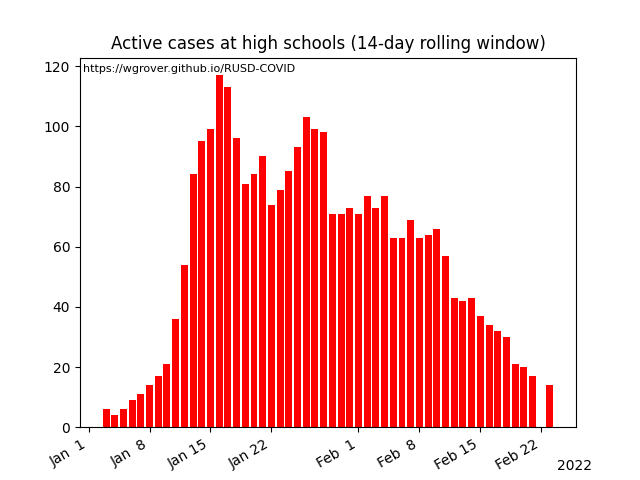 Active cases at high schools (14-day rolling window)
https://wgrover.github.io/RUSD-COVID
120
100
80
60
40
20
0
Jan 1
Jan 8
Jan 15
Jan 22
Feb 1
Feb 8
Feb 15
Feb 22
2022